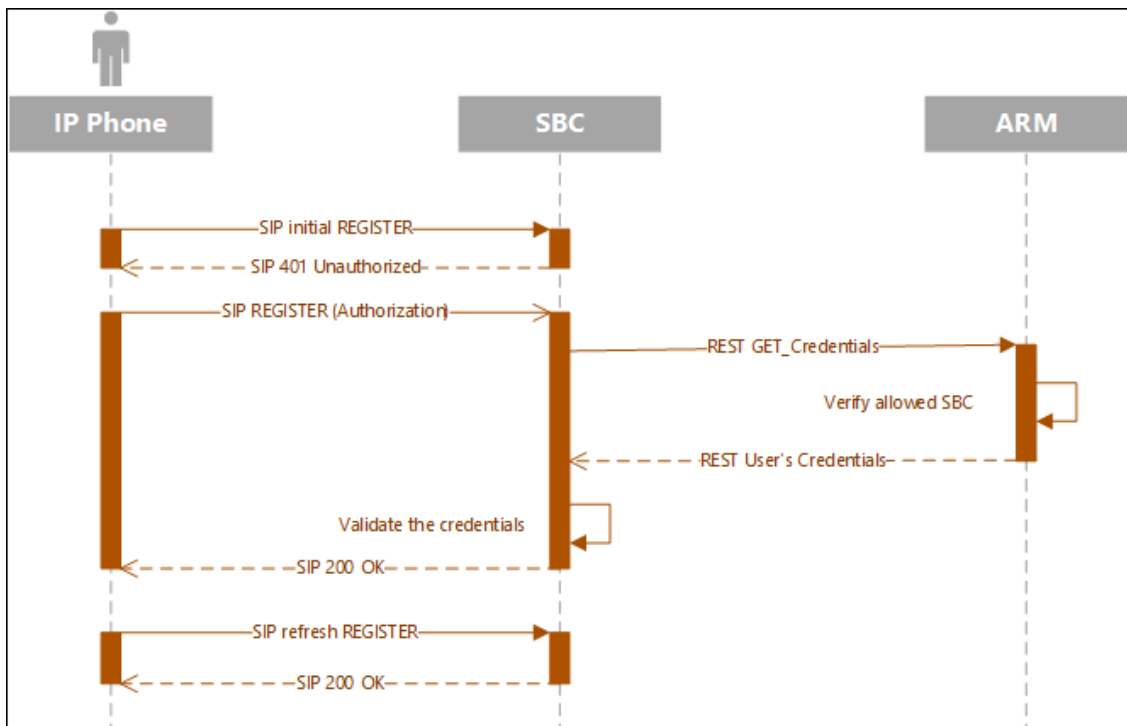 IP Phone
SBC
ARM
SIP initial REGISTER
SIP 401 Unauthorized
SIP REGISTER (Authorization)
REST GET_Credentials
Verify allowed SBC
REST User's Credentials
Validate the credentials
SIP 200 OK
SIP refresh REGISTER
SIP 200 OK